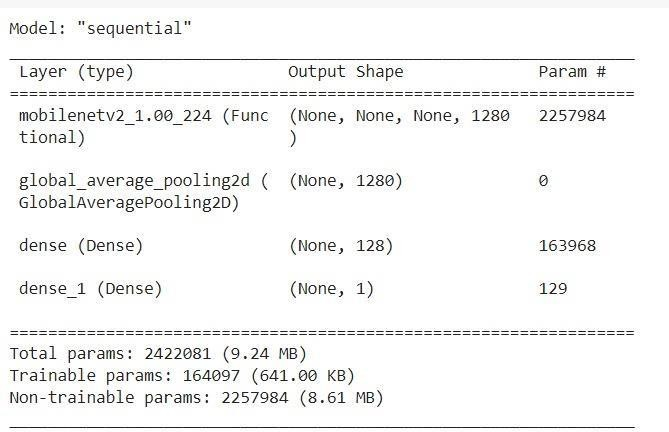 Model: "sequential"
Layer (type) Output Shape Param #
mobilenetv2_1.00_224 (Func (None, None, None, 1280 2257984
tional) )
global_average_pooling2d ( (None, 1280) 0
GlobalAveragePooling2D)
dense (Dense) (None, 128) 163968
dense_1 (Dense) (None, 1) 129
Total params: 2422081 (9.24 MB)
Trainable params: 164097 (641.00 KB)
Non-trainable params: 2257984 (8.61 MB)